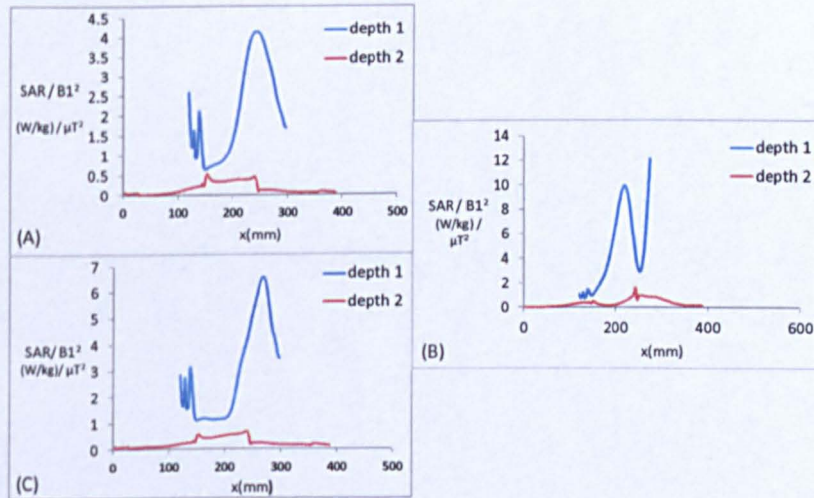 4.5
4
3.5
3
2.5
2
1.5
1
0.5
0
SAR / B1²
(W/kg) / µT²
depth 1
depth 2
0 100 200 300 400 500
x(mm)
(A)
14
12
10
8
6
4
2
0
SAR / B1²
(W/kg) /
µT²
depth 1
depth 2
0 200 400 600
x(mm)
(B)
7
6
5
4
3
2
1
0
SAR/ B1²
(W/kg)/ µT²
depth 1
depth 2
0 100 200 300 400 500
x(mm)
(C)